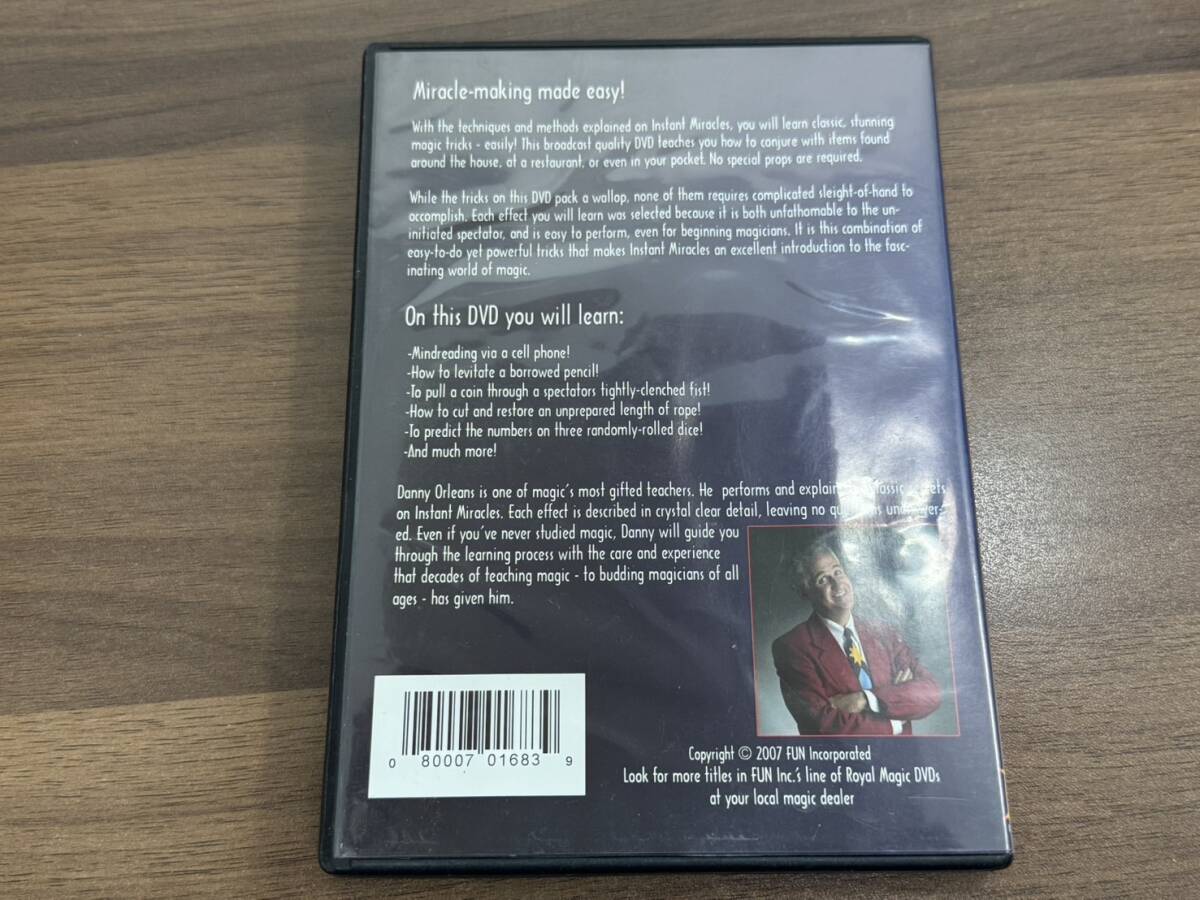 Miracle-making made easy!
With the techniques and methods explained on Instant Miracles, you will learn classic, stunning
magic tricks - easily! This broadcast quality DVD teaches you how to conjure with items found
around the house, at a restaurant, or even in your pocket. No special props are required.
While the tricks on this DVD pack a wallop, none of them requires complicated sleight-of-hand to
accomplish. Each effect you will learn was selected because it is both unfathomable to the un-
initiated spectator, and is easy to perform, even for beginning magicians. It is this combination of
easy-to-do yet powerful tricks that makes Instant Miracles an excellent introduction to the fasc-
inating world of magic.
On this DVD you will learn:
-Mindreading via a cell phone!
-How to levitate a borrowed pencil!
-To pull a coin through a spectators tightly-clenched fist!
-How to cut and restore an unprepared length of rope!
-To predict the numbers on three randomly-rolled dice!
-And much more!
Danny Orleans is one of magic's most gifted teachers. He performs and
on Instant Miracles. Each effect is described in crystal clear detail, leaving no
ed. Even if you've never studied magic, Danny will guide you
through the learning process with the care and experience
that decades of teaching magic - to budding magicians of all
ages - has given him.
0 80007 01683 9
Copyright © 2007 FUN Incorporated
Look for more titles in FUN Inc.'s line of Royal Magic DVDs
at your local magic dealer